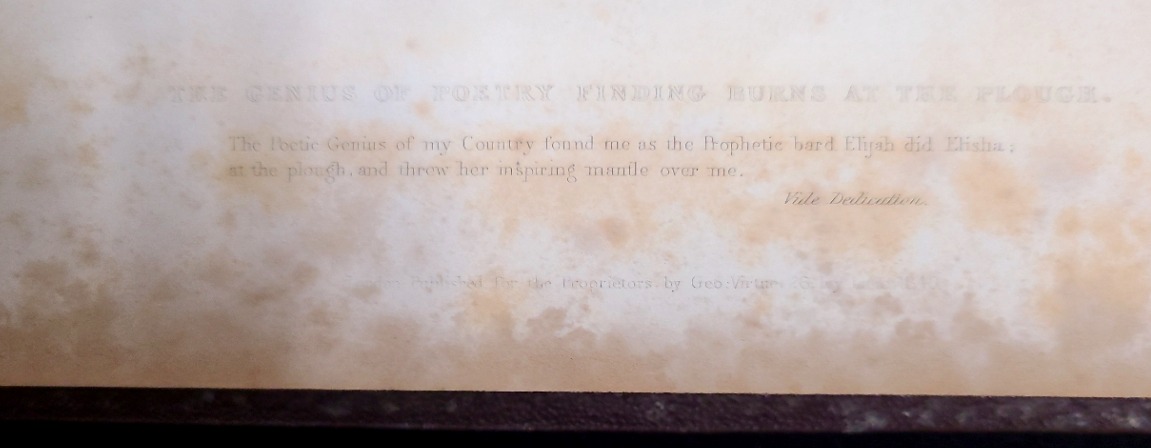 THE GENIUS OF POETRY FINDING BURNS AT THE PLOUGH.
The Poetic Genius of my Country found me as the Prophetic bard Elijah did Elisha;
at the plough, and threw her inspiring mantle over me.
Vide Dedication.
Published for the Proprietors, by Geo: Virtue